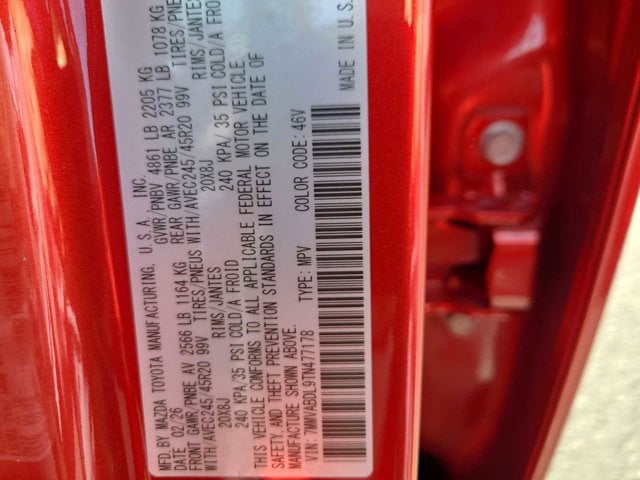 MFD. BY MAZDA TOYOTA MANUFACTURING, U.S.A., INC.
DATE 02/26 GVWR/PNBV 4861 LB 2205 KG
FRONT GAWR/PNBE AV 2566 LB 1164 KG REAR GAWR/PNBE AR 2377 LB 1078 KG
WITH/AVEC245/45R20 99V TIRES/PNEUS WITH/AVEC245/45R20 99V TIRES/PNE
20X8J RIMS/JANTES 20X8J RIMS/JANTES
240 KPA/35 PSI COLD/A FROID 240 KPA/ 35 PSI COLD/A FROI
THIS VEHICLE CONFORMS TO ALL APPLICABLE FEDERAL MOTOR VEHICLE
SAFETY AND THEFT PREVENTION STANDARDS IN EFFECT ON THE DATE OF
MANUFACTURE SHOWN ABOVE.
VIN: 7MMVABDL9TN477178 TYPE: MPV COLOR CODE: 46V MADE IN U.S